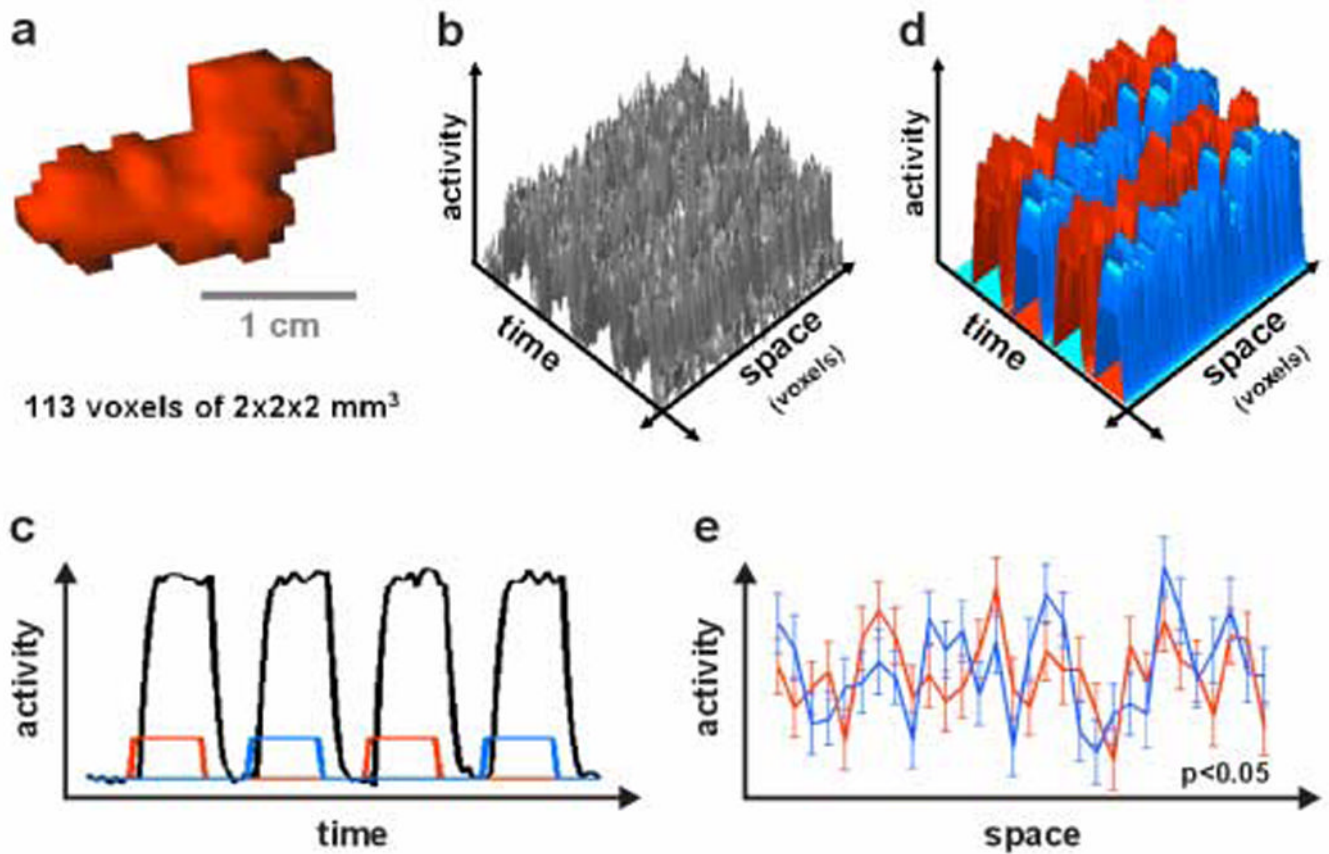 a
b
d
activity
activity
1 cm
time
space
(voxels)
time
space
(voxels)
113 voxels of 2x2x2 mm³
c
e
activity
activity
p<0.05
time
space